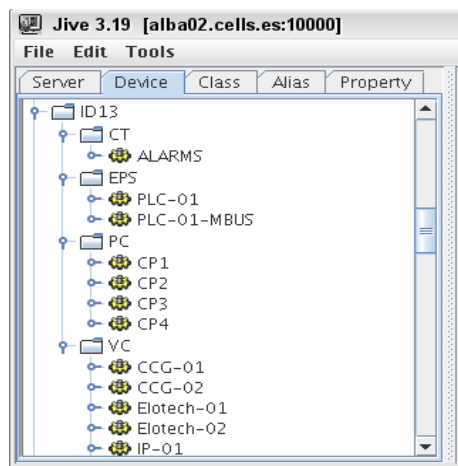 Jive 3.19 [alba02.cells.es:10000]
File Edit Tools
Server Device Class Alias Property
ID13
CT
ALARMS
EPS
PLC-01
PLC-01-MBUS
PC
CP1
CP2
CP3
CP4
VC
CCG-01
CCG-02
Elotech-01
Elotech-02
IP-01